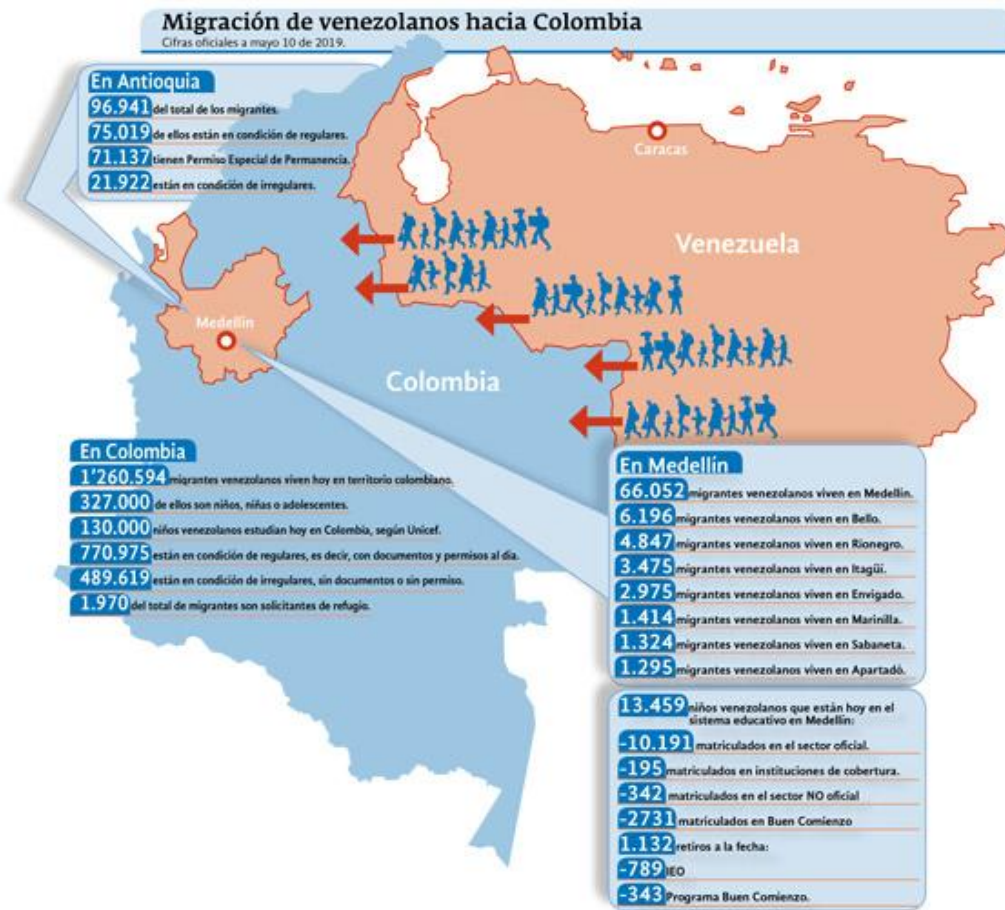 Migración de venezolanos hacia Colombia
Cifras oficiales a mayo 10 de 2019.
En Antioquia
96.941 del total de los migrantes.
75.019 de ellos están en condición de regulares.
71.137 tienen Permiso Especial de Permanencia.
21.922 están en condición de irregulares.
Caracas
Venezuela
Medellín
Colombia
En Colombia
1'260.594 migrantes venezolanos viven hoy en territorio colombiano.
327.000 de ellos son niños, niñas o adolescentes.
130.000 niños venezolanos estudian hoy en Colombia, según Unicef.
770.975 están en condición de regulares, es decir, con documentos y permisos al día.
489.619 están en condición de irregulares, sin documentos o sin permiso.
1.970 del total de migrantes son solicitantes de refugio.
En Medellín
66.052 migrantes venezolanos viven en Medellín.
6.196 migrantes venezolanos viven en Bello.
4.847 migrantes venezolanos viven en Rionegro.
3.475 migrantes venezolanos viven en Itagüí.
2.975 migrantes venezolanos viven en Envigado.
1.414 migrantes venezolanos viven en Marinilla.
1.324 migrantes venezolanos viven en Sabaneta.
1.295 migrantes venezolanos viven en Apartadó.
13.459 niños venezolanos que están hoy en el
sistema educativo en Medellín:
-10.191 matriculados en el sector oficial.
-195 matriculados en instituciones de cobertura.
-342 matriculados en el sector NO oficial
-2731 matriculados en Buen Comienzo
1.132 retiros a la fecha:
-789 IEO
-343 Programa Buen Comienzo.